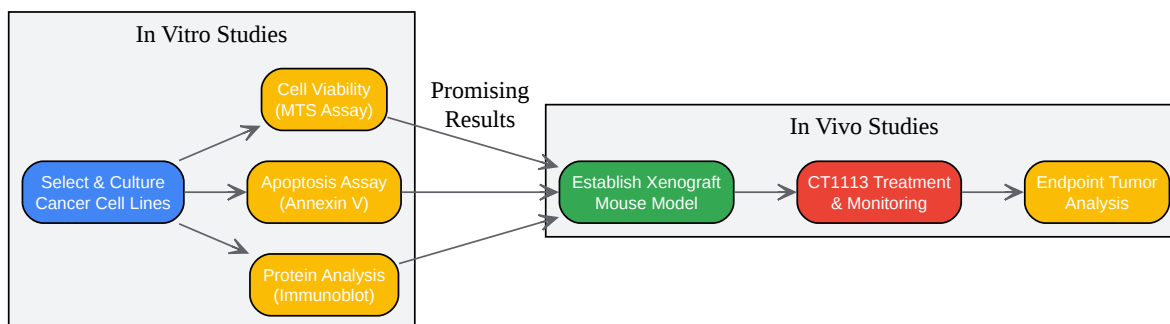 In Vitro Studies
Cell Viability
(MTS Assay)
Promising
Results
In Vivo Studies
Select & Culture
Cancer Cell Lines
Apoptosis Assay
(Annexin V)
Establish Xenograft
Mouse Model
CT1113 Treatment
& Monitoring
Endpoint Tumor
Analysis
Protein Analysis
(Immunoblot)